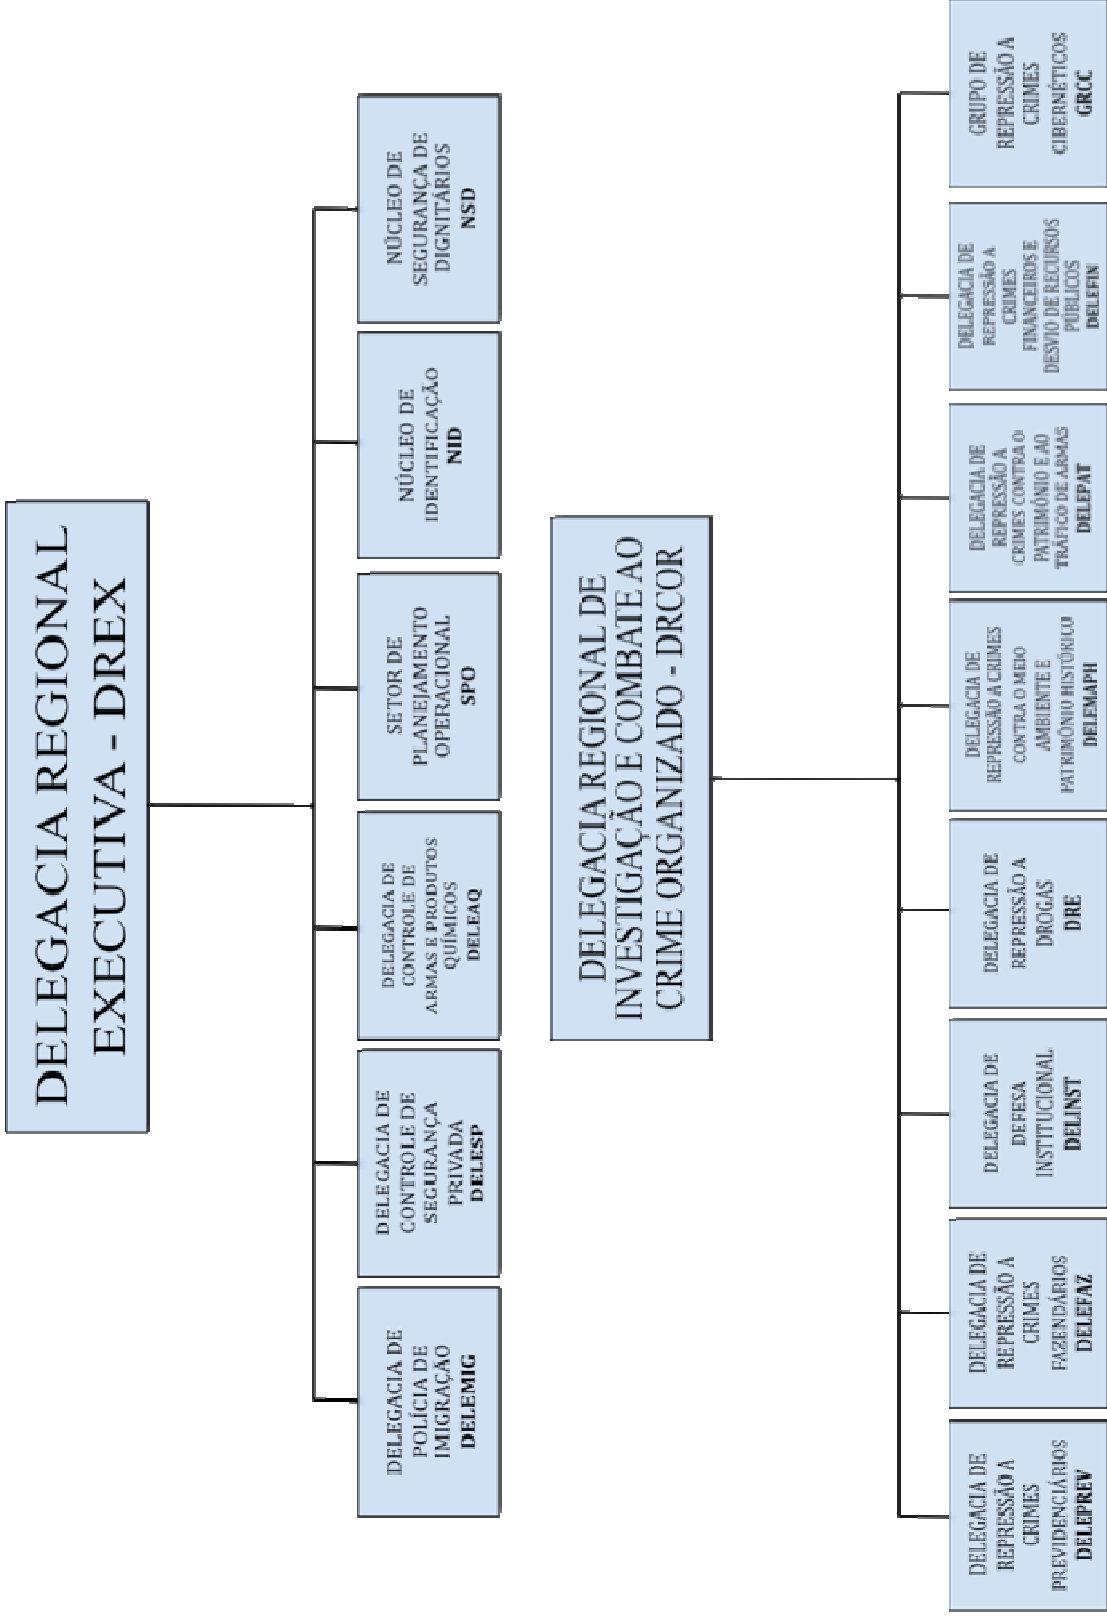 DELEGACIA REGIONAL
EXECUTIVA - DREX
DELEGACIA DE
POLÍCIA DE
IMIGRAÇÃO
DELEMIG
DELEGACIA DE
CONTROLE DE
SEGURANÇA
PRIVADA
DELESP
DELEGACIA DE
CONTROLE DE
ARMAS E PRODUTOS
QUÍMICOS
DELEAQ
SETOR DE
PLANEJAMENTO
OPERACIONAL
SPO
NÚCLEO DE
IDENTIFICAÇÃO
NID
NÚCLEO DE
SEGURANÇA DE
DIGNITÁRIOS
NSD
DELEGACIA REGIONAL DE
INVESTIGAÇÃO E COMBATE AO
CRIME ORGANIZADO - DRCOR
DELEGACIA DE
REPRESSÃO A
CRIMES
PREVIDENCIÁRIOS
DELEPREV
DELEGACIA DE
REPRESSÃO A
CRIMES
FAZENDÁRIOS
DELEFAZ
DELEGACIA DE
DEFESA
INSTITUCIONAL
DELINST
DELEGACIA DE
REPRESSÃO A
DROGAS
DRE
DELEGACIA DE
REPRESSÃO A CRIMES
CONTRA O MEIO
AMBIENTE E
PATRIMÔNIO HISTÓRICO
DELEMAPH
DELEGACIA DE
REPRESSÃO A
CRIMES CONTRA O
PATRIMÔNIO E AO
TRÁFICO DE ARMAS
DELEPAT
DELEGACIA DE
REPRESSÃO A
CRIMES
FINANCEIROS E
DESVIO DE RECURSOS
PÚBLICOS
DELEFIN
GRUPO DE
REPRESSÃO A
CRIMES
CIBERNÉTICOS
GRCC